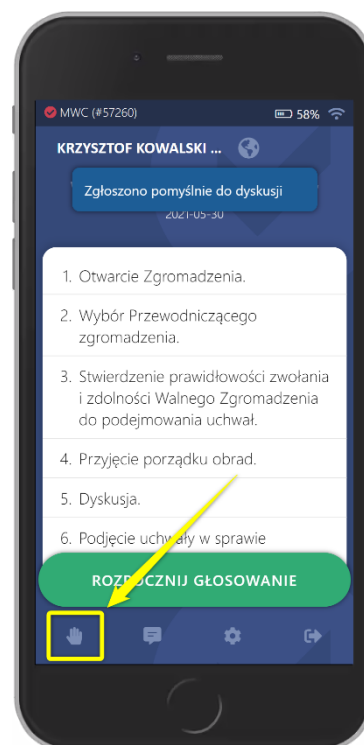 MWC (#57260)
58%
KRZYSZTOF KOWALSKI ...
Zgłoszono pomyślnie do dyskusji
2021-05-30
1. Otwarcie Zgromadzenia.
2. Wybór Przewodniczącego
zgromadzenia.
3. Stwierdzenie prawidłowości zwołania
i zdolności Walnego Zgromadzenia
do podejmowania uchwał.
4. Przyjęcie porządku obrad.
5. Dyskusja.
6. Podjęcie uchwały w sprawie
ROZPOCZNIJ GŁOSOWANIE